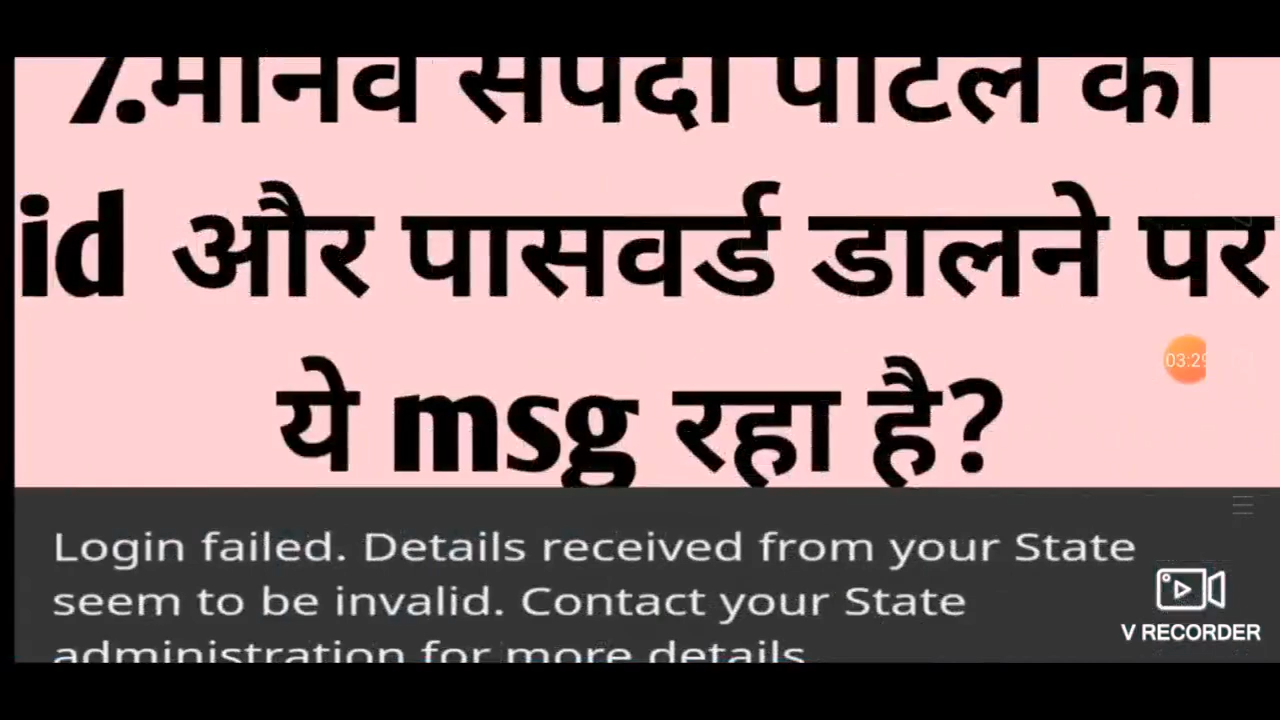 7.मानव संपदा पोर्टल की
id और पासवर्ड डालने पर
ये msg रहा है?
03:29
Login failed. Details received from your State
seem to be invalid. Contact your State
administration for more details
V RECORDER